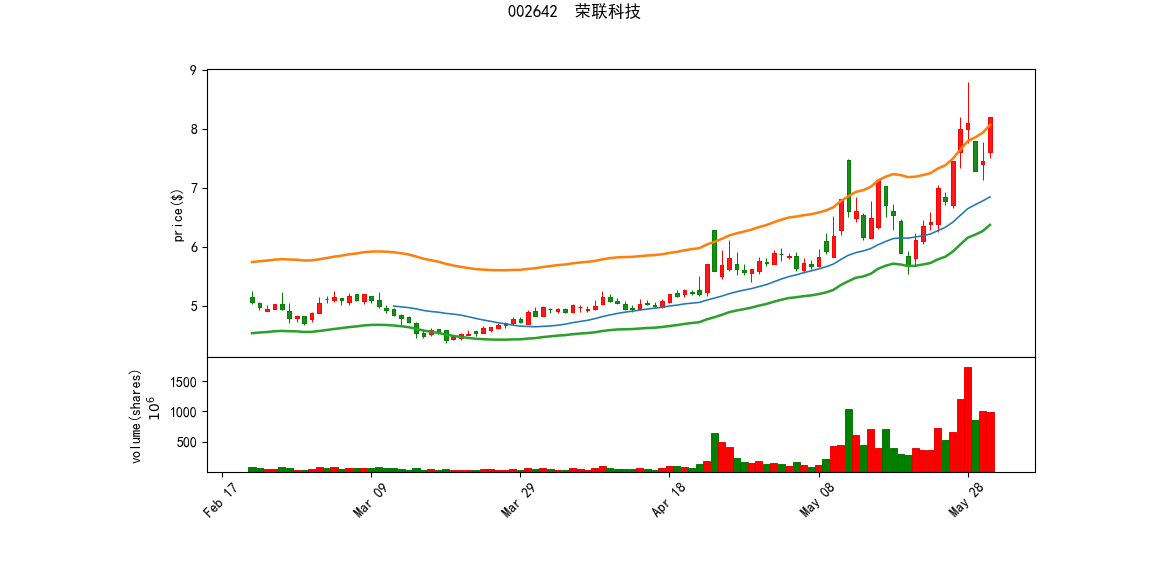 002642 荣联科技
9
8
7
6
5
price($)
1500
1000
500
volume(shares)
10^6
Feb 17
Mar 09
Mar 29
Apr 18
May 08
May 28